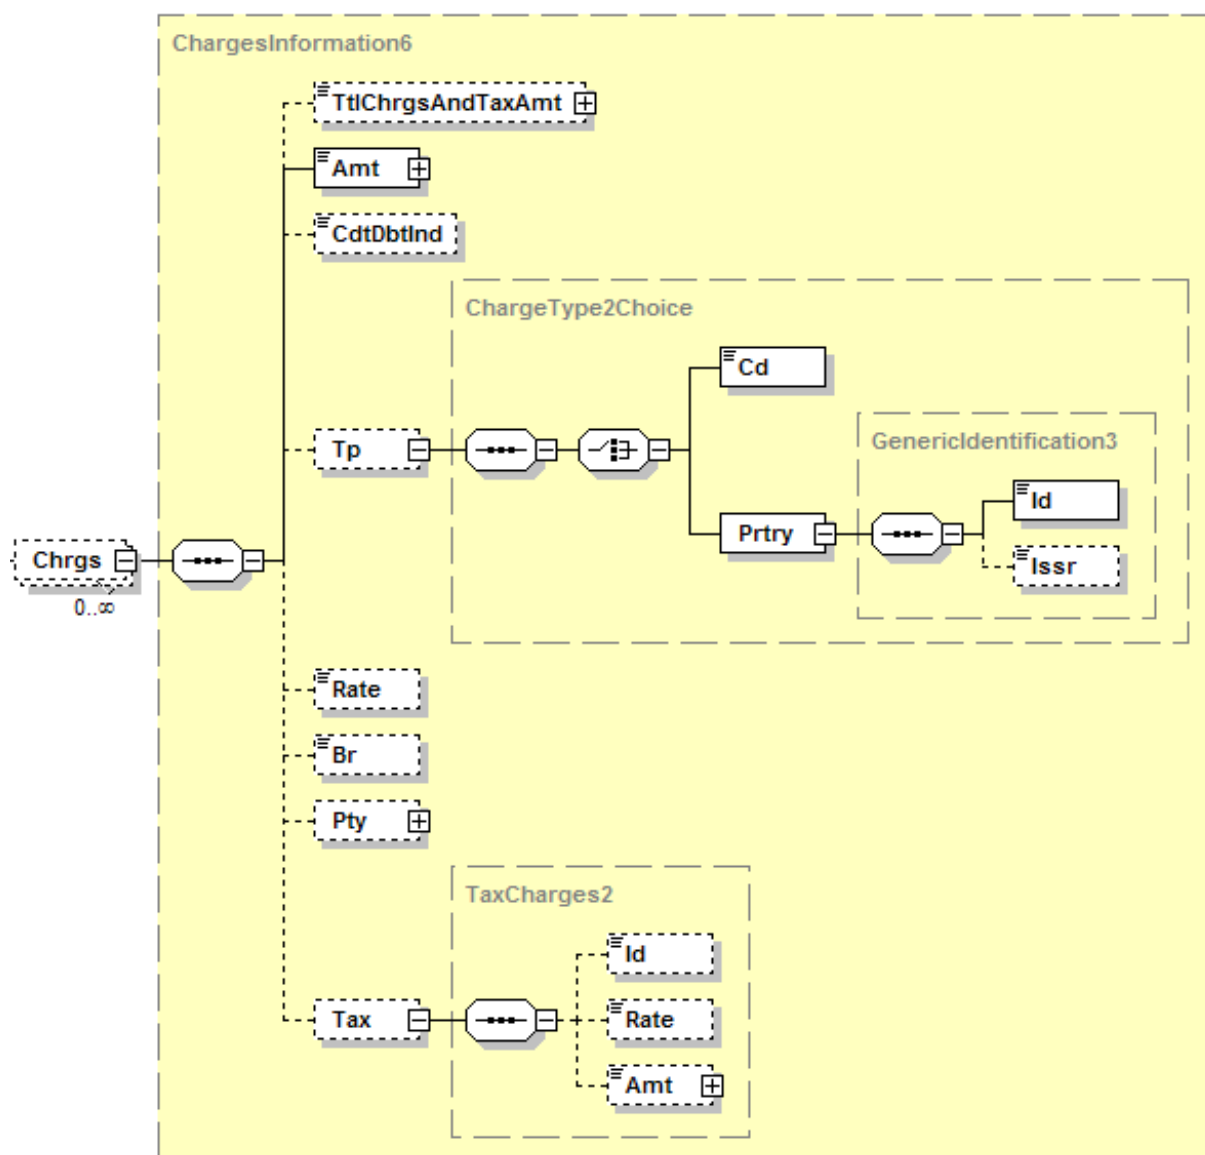 ChargesInformation6
TtlChrgsAndTaxAmt
Amt
CdtDbtInd
ChargeType2Choice
Cd
Tp
GenericIdentification3
Id
Prtry
Issr
Chrgs
0..∞
Rate
Br
Pty
TaxCharges2
Id
Tax
Rate
Amt